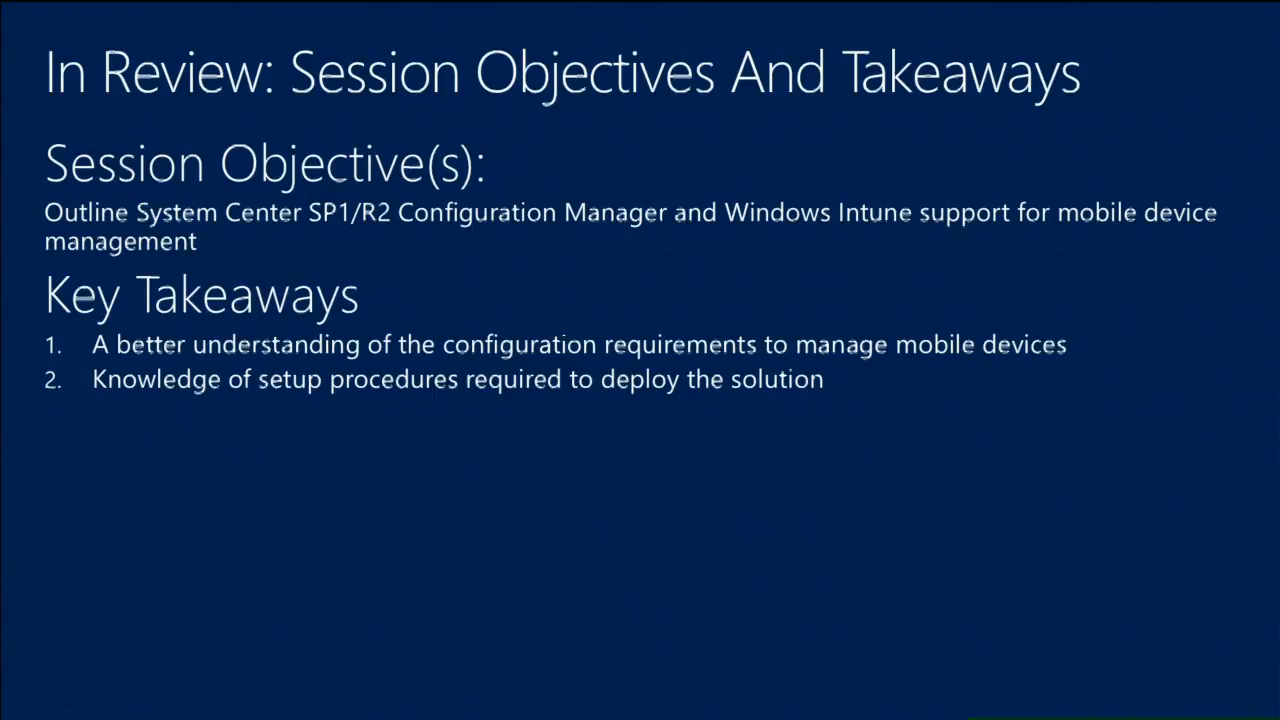 In Review: Session Objectives And Takeaways
Session Objective(s):
Outline System Center SP1/R2 Configuration Manager and Windows Intune support for mobile device
management
Key Takeaways
1. A better understanding of the configuration requirements to manage mobile devices
2. Knowledge of setup procedures required to deploy the solution